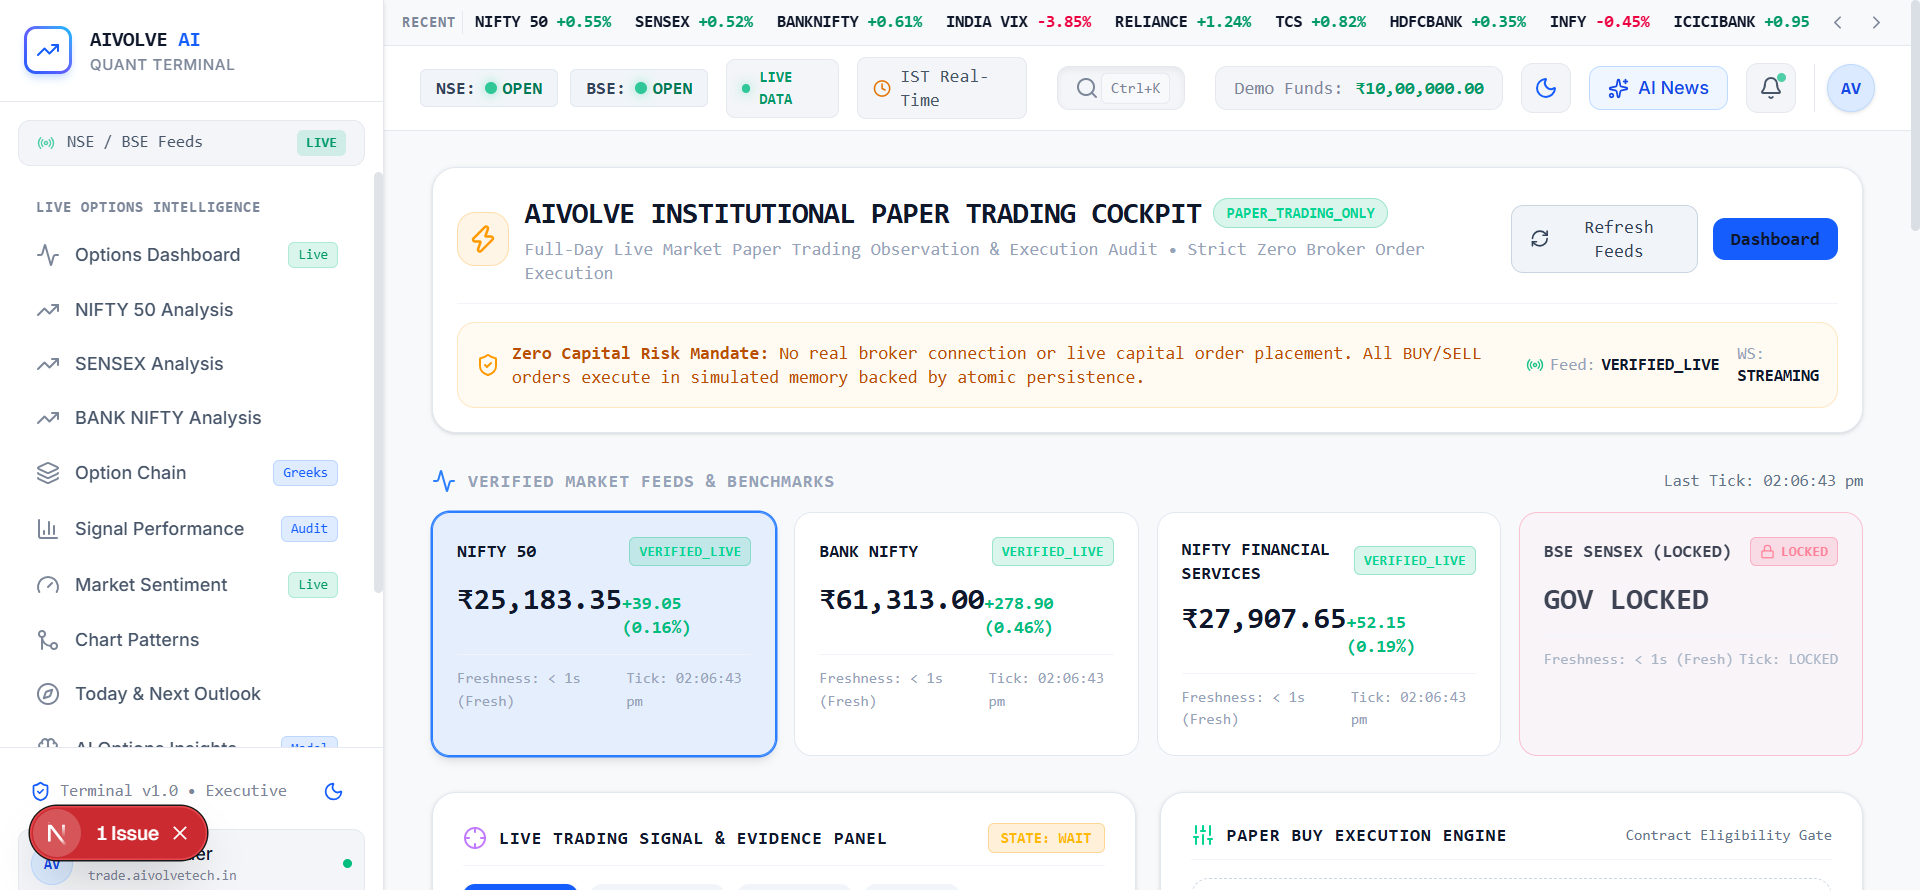 AIVOLVE AI
QUANT TERMINAL
NSE / BSE Feeds LIVE
LIVE OPTIONS INTELLIGENCE
Options Dashboard Live
NIFTY 50 Analysis
SENSEX Analysis
BANK NIFTY Analysis
Option Chain Greeks
Signal Performance Audit
Market Sentiment Live
Chart Patterns
Today & Next Outlook
AI Options Insights Model
Terminal v1.0 • Executive
N 1 Issue
AV
trade.aivolvetech.in
RECENT NIFTY 50 +0.55% SENSEX +0.52% BANKNIFTY +0.61% INDIA VIX -3.85% RELIANCE +1.24% TCS +0.82% HDFCBANK +0.35% INFY -0.45% ICICIBANK +0.95
NSE: OPEN BSE: OPEN
LIVE
DATA
IST Real-
Time
Ctrl+K
Demo Funds: ₹10,00,000.00
AI News
AV
AIVOLVE INSTITUTIONAL PAPER TRADING COCKPIT PAPER_TRADING_ONLY
Full-Day Live Market Paper Trading Observation & Execution Audit • Strict Zero Broker Order
Execution
Refresh
Feeds
Dashboard
Zero Capital Risk Mandate: No real broker connection or live capital order placement. All BUY/SELL
orders execute in simulated memory backed by atomic persistence.
Feed: VERIFIED_LIVE
WS:
STREAMING
VERIFIED MARKET FEEDS & BENCHMARKS
Last Tick: 02:06:43 pm
NIFTY 50 VERIFIED_LIVE
₹25,183.35 +39.05
(0.16%)
Freshness: < 1s
(Fresh)
Tick: 02:06:43
pm
BANK NIFTY VERIFIED_LIVE
₹61,313.00 +278.90
(0.46%)
Freshness: < 1s
(Fresh)
Tick: 02:06:43
pm
NIFTY FINANCIAL
SERVICES
VERIFIED_LIVE
₹27,907.65 +52.15
(0.19%)
Freshness: < 1s
(Fresh)
Tick: 02:06:43
pm
BSE SENSEX (LOCKED) LOCKED
GOV LOCKED
Freshness: < 1s (Fresh) Tick: LOCKED
LIVE TRADING SIGNAL & EVIDENCE PANEL STATE: WAIT
PAPER BUY EXECUTION ENGINE Contract Eligibility Gate